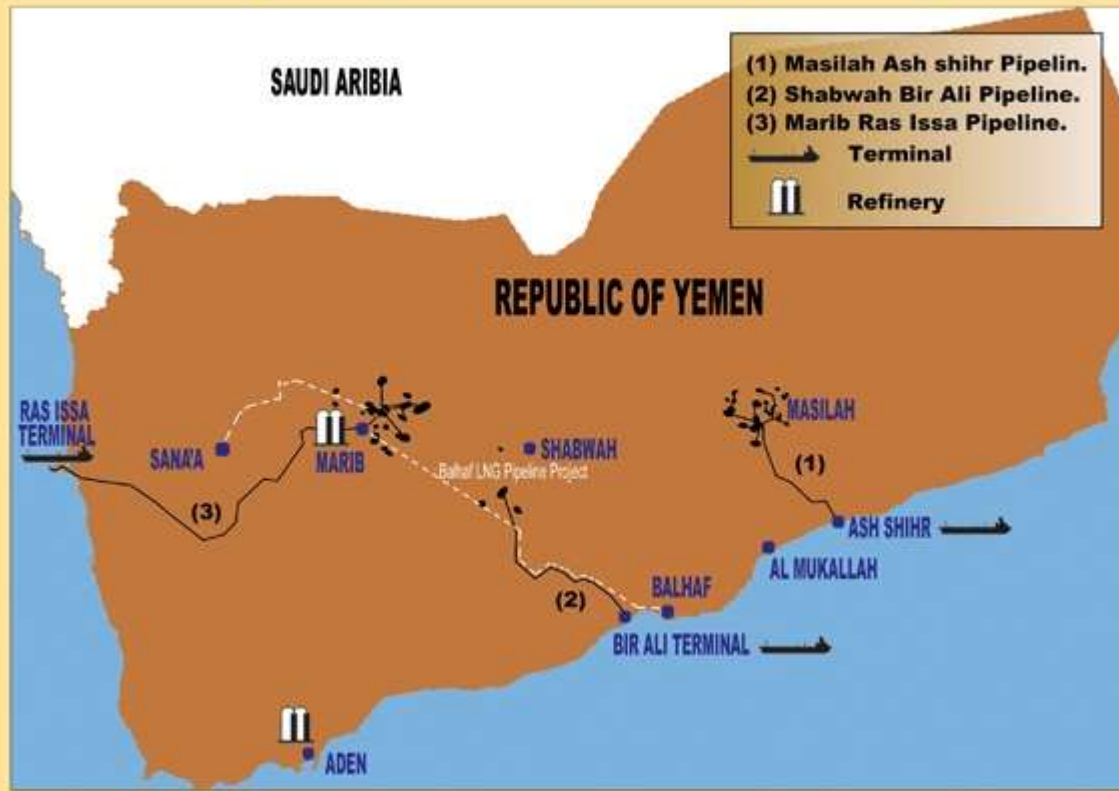 SAUDI ARIBIA
(1) Masilah Ash shihr Pipelin.
(2) Shabwah Bir Ali Pipeline.
(3) Marib Ras Issa Pipeline.
Terminal
Refinery
REPUBLIC OF YEMEN
RAS ISSA
TERMINAL
SANA'A
MARIB
SHABWAH
MASILAH
Balhaf LNG Pipeline Project
(1)
(3)
ASH SHIHR
AL MUKALLAH
(2)
BALHAF
BIR ALI TERMINAL
ADEN